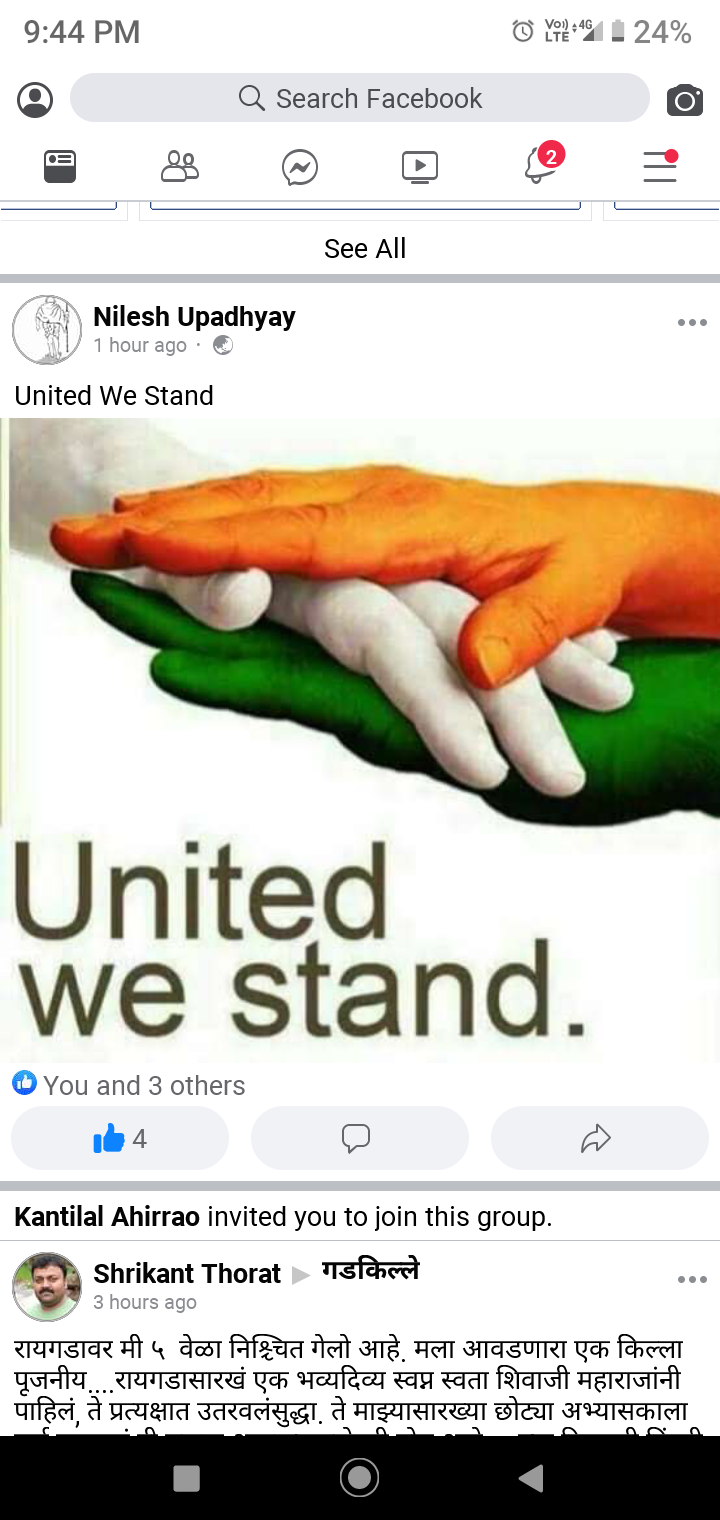 9:44 PM Vo)) LTE 4G 24%
Search Facebook
2
See All
Nilesh Upadhyay
1 hour ago ·
United We Stand
United
we stand.
You and 3 others
4
Kantilal Ahirrao invited you to join this group.
Shrikant Thorat ▶ गडकिल्ले
3 hours ago
रायगडावर मी ५ वेळा निश्चित गेलो आहे. मला आवडणारा एक किल्ला
पूजनीय....रायगडासारखं एक भव्यदिव्य स्वप्न स्वता शिवाजी महाराजांनी
पाहिलं, ते प्रत्यक्षात उतरवलंसुद्धा. ते माझ्यासारख्या छोट्या अभ्यासकाला